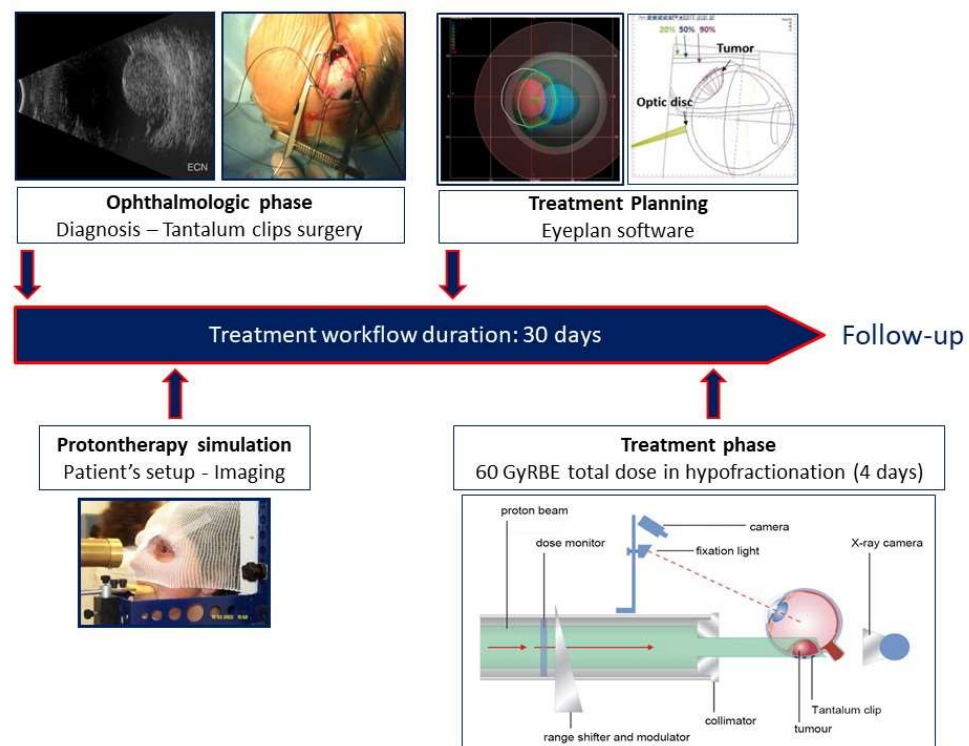 ECN
20% 50% 90%
Tumor
Optic disc
Ophthalmologic phase
Diagnosis – Tantalum clips surgery
Treatment Planning
Eyeplan software
Treatment workflow duration: 30 days
Follow-up
Protontherapy simulation
Patient's setup - Imaging
Treatment phase
60 GyRBE total dose in hypofractionation (4 days)
proton beam
camera
dose monitor
fixation light
X-ray camera
Tantalum clip
tumour
collimator
range shifter and modulator